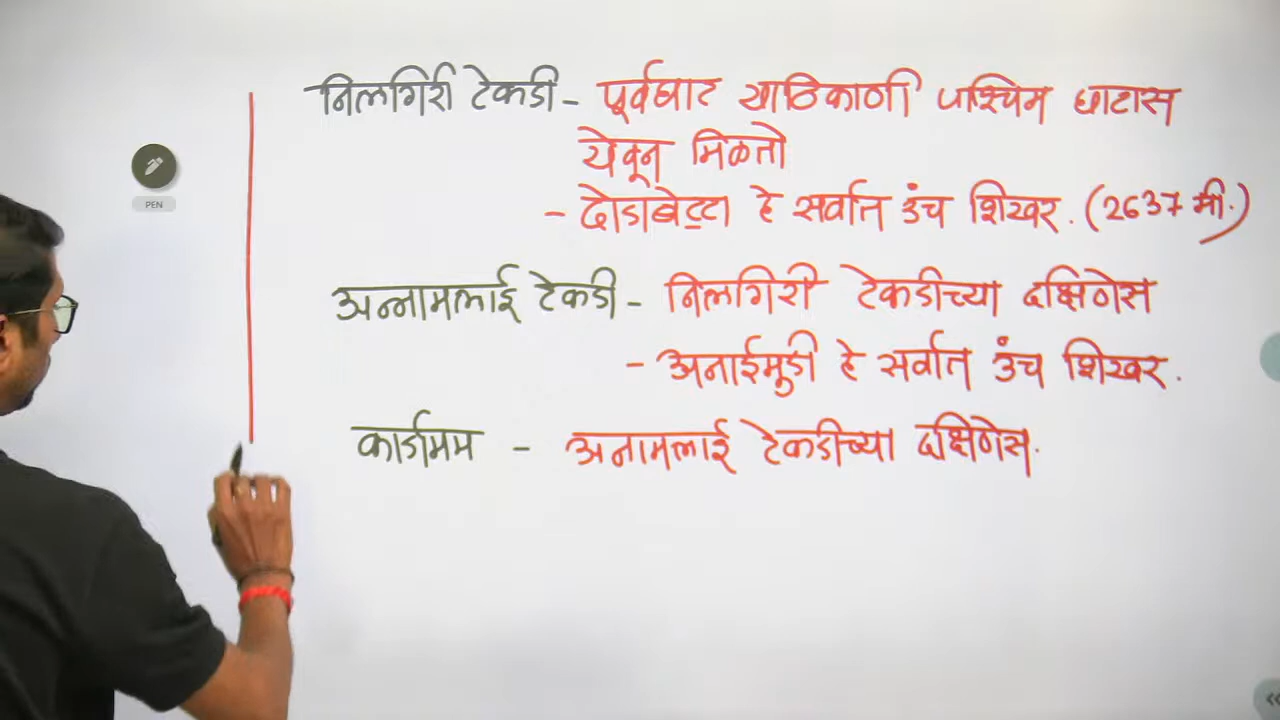 निलगिरी टेकडी - पूर्वघाट याठिकाणी पश्चिम घाटास
येवून मिळतो
- दोडाबेट्टा हे सर्वात उंच शिखर. (2637 मी.)
अन्नामलाई टेकडी - निलगिरी टेकडीच्या दक्षिणेस
- अनाईमुडी हे सर्वात उंच शिखर.
कार्डामम - अनामलाई टेकडीच्या दक्षिणेस.
PEN